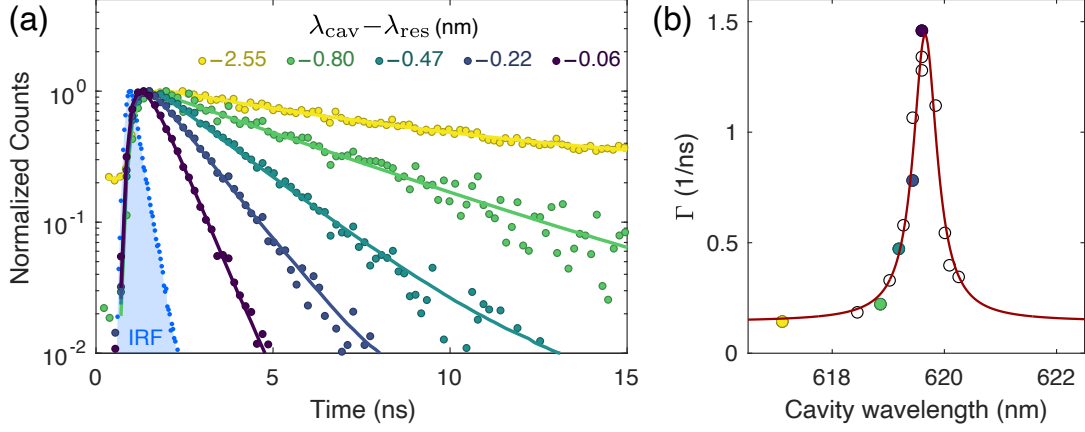 (a)
λcav−λres (nm)
−2.55 −0.80 −0.47 −0.22 −0.06
Normalized Counts
10⁰
10⁻¹
10⁻²
IRF
0 5 10 15
Time (ns)
(b)
Γ (1/ns)
1.5
1
0.5
0
618 620 622
Cavity wavelength (nm)